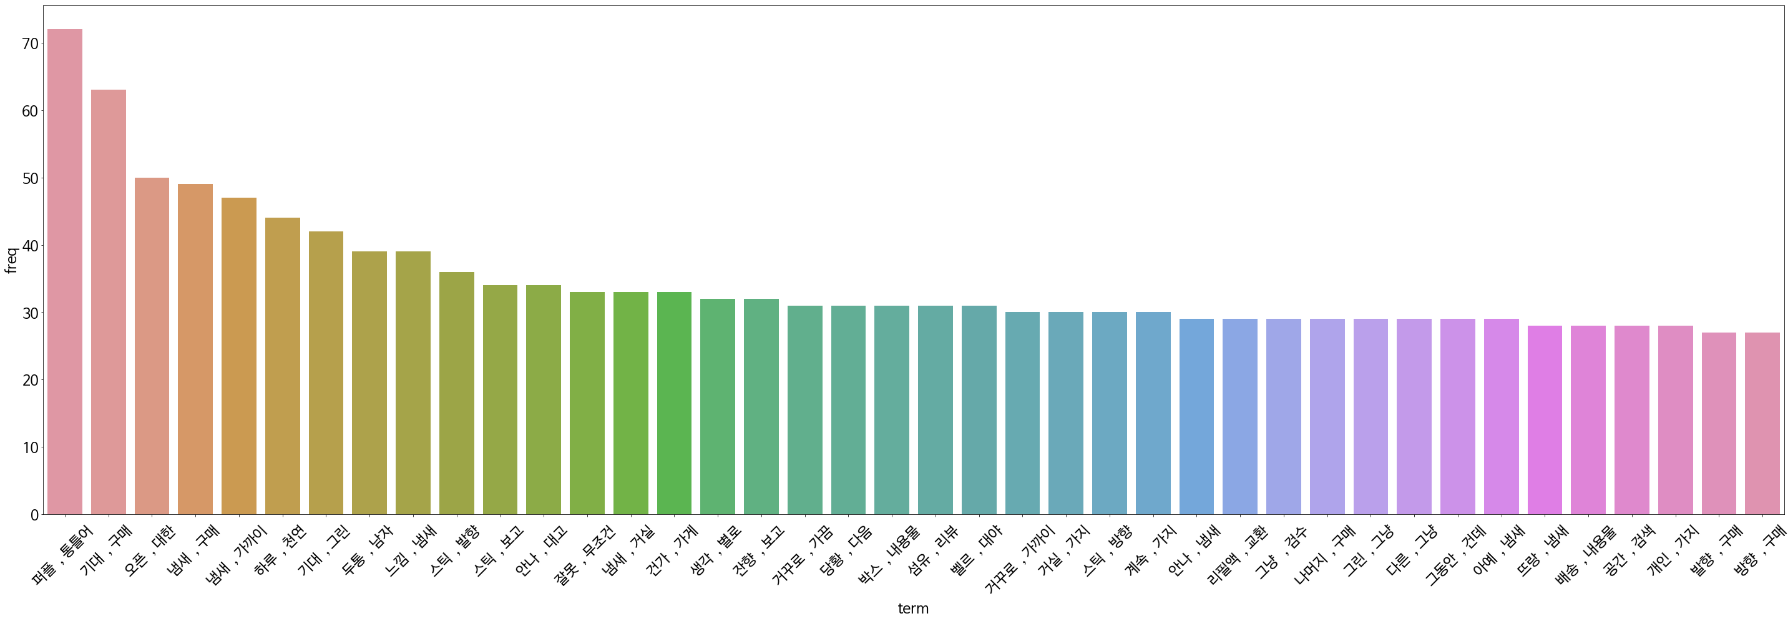 freq
70
60
50
40
30
20
10
0
퍼플 , 통틀어
기대 , 구매
오픈 , 대한
냄새 , 구매
냄새 , 가까이
하루 , 천연
기대 , 그린
두통 , 남자
느낌 , 냄새
스틱 , 발향
스틱 , 보고
안나 , 대고
잘못 , 무조건
냄새 , 거실
건가 , 가게
생각 , 별로
잔향 , 보고
거꾸로 , 가끔
당황 , 다음
박스 , 내용물
섬유 , 리뷰
벨르 , 대야
거꾸로 , 가까이
거실 , 가지
스틱 , 방향
계속 , 가지
안나 , 냄새
리필액 , 교환
그냥 , 검수
나머지 , 구매
그린 , 그냥
다른 , 그냥
그동안 , 건데
아예 , 냄새
뜨랑 , 냄새
배송 , 내용물
공간 , 검색
개인 , 가지
발향 , 구매
방향 , 구매
term